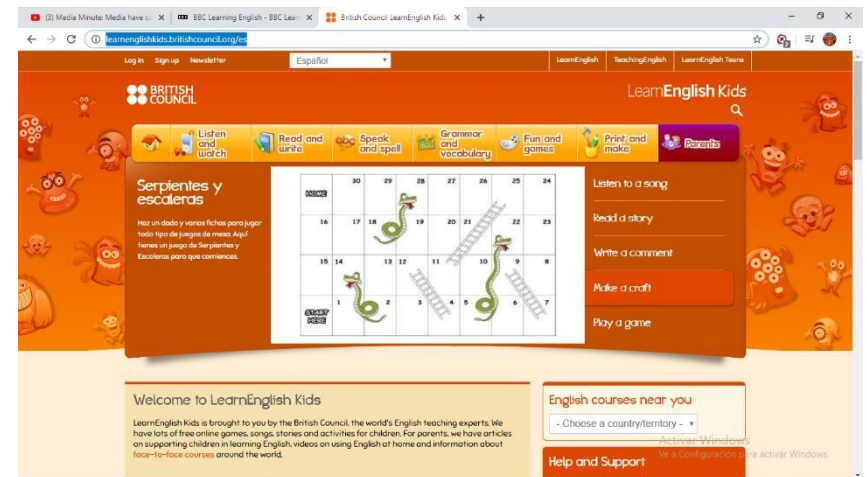 (3) Media Minute: Media have cc
BBC Learning English - BBC Lear
British Council LearnEnglish Kids
learnenglishkids.britishcouncil.org/es
Log in Sign up Newsletter
Español
LearnEnglish TeachingEnglish LearnEnglish Teens
BRITISH
COUNCIL
LearnEnglish Kids
Listen and watch
Read and write
abc Speak and spell
Grammar and vocabulary
Fun and games
Print and make
Parents
Serpientes y
escaleras
Haz un dado y varias fichas para jugar
todo tipo de juegos de mesa. Aquí
tienes un juego de Serpientes y
Escaleras para que comiences.
HOME 30 29 28 27 26 25 24
16 17 18 19 20 21 22 23
15 14 13 12 11 10 9 8
START HERE 1 2 3 4 5 6 7
Listen to a song
Read a story
Write a comment
Make a craft
Play a game
Welcome to LearnEnglish Kids
LearnEnglish Kids is brought to you by the British Council, the world's English teaching experts. We
have lots of free online games, songs, stories and activities for children. For parents, we have articles
on supporting children in learning English, videos on using English at home and information about
face-to-face courses around the world.
English courses near you
- Choose a country/territory -
Help and Support
Activar Windows
Ve a Configuración para activar Windows.